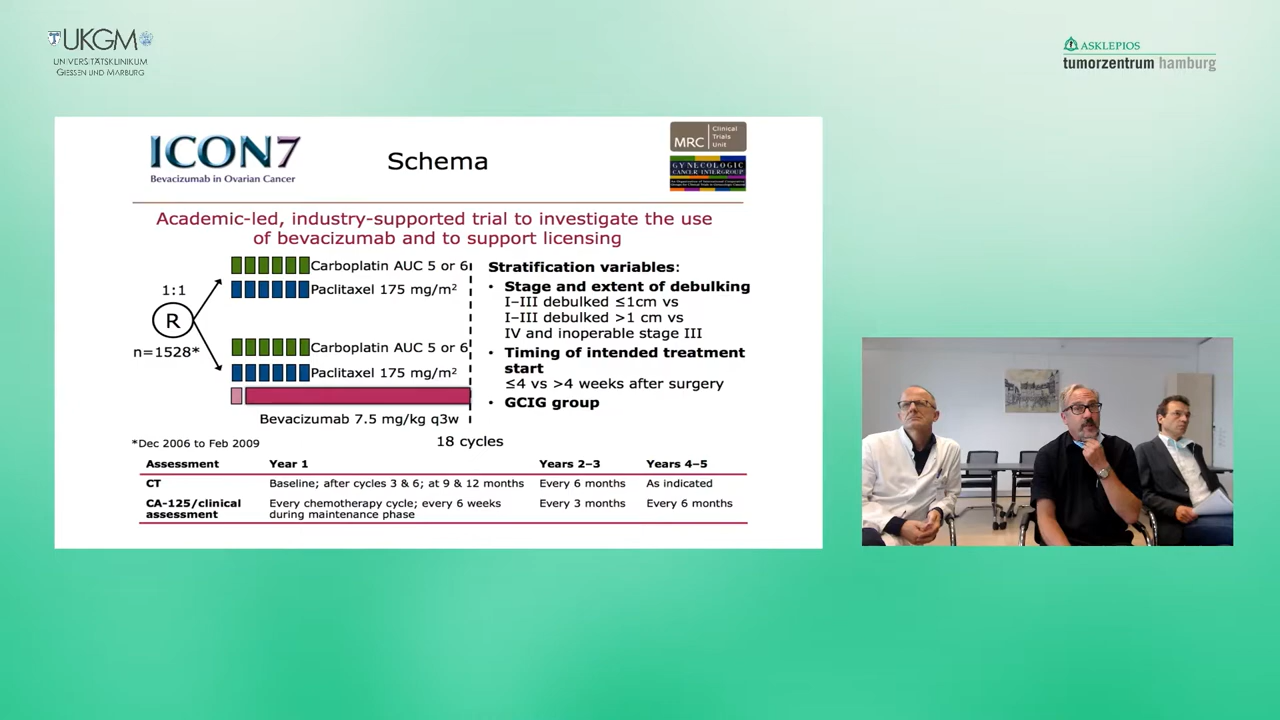 UKGM
UNIVERSITÄTSKLINIKUM
GIESSEN UND MARBURG
ASKLEPIOS
tumorzentrum hamburg
ICON7
Bevacizumab in Ovarian Cancer
Schema
MRC
Clinical
Trials
Unit
GYNECOLOGIC
CANCER INTERGROUP
Academic-led, industry-supported trial to investigate the use
of bevacizumab and to support licensing
1:1
R
n=1528*
Carboplatin AUC 5 or 6
Paclitaxel 175 mg/m²
Carboplatin AUC 5 or 6
Paclitaxel 175 mg/m²
Bevacizumab 7.5 mg/kg q3w
18 cycles
*Dec 2006 to Feb 2009
Stratification variables:
• Stage and extent of debulking
I–III debulked ≤1cm vs
I–III debulked >1 cm vs
IV and inoperable stage III
• Timing of intended treatment
start
≤4 vs >4 weeks after surgery
• GCIG group
Assessment Year 1 Years 2–3 Years 4–5
CT Baseline; after cycles 3 & 6; at 9 & 12 months Every 6 months As indicated
CA-125/clinical Every chemotherapy cycle; every 6 weeks Every 3 months Every 6 months
assessment during maintenance phase